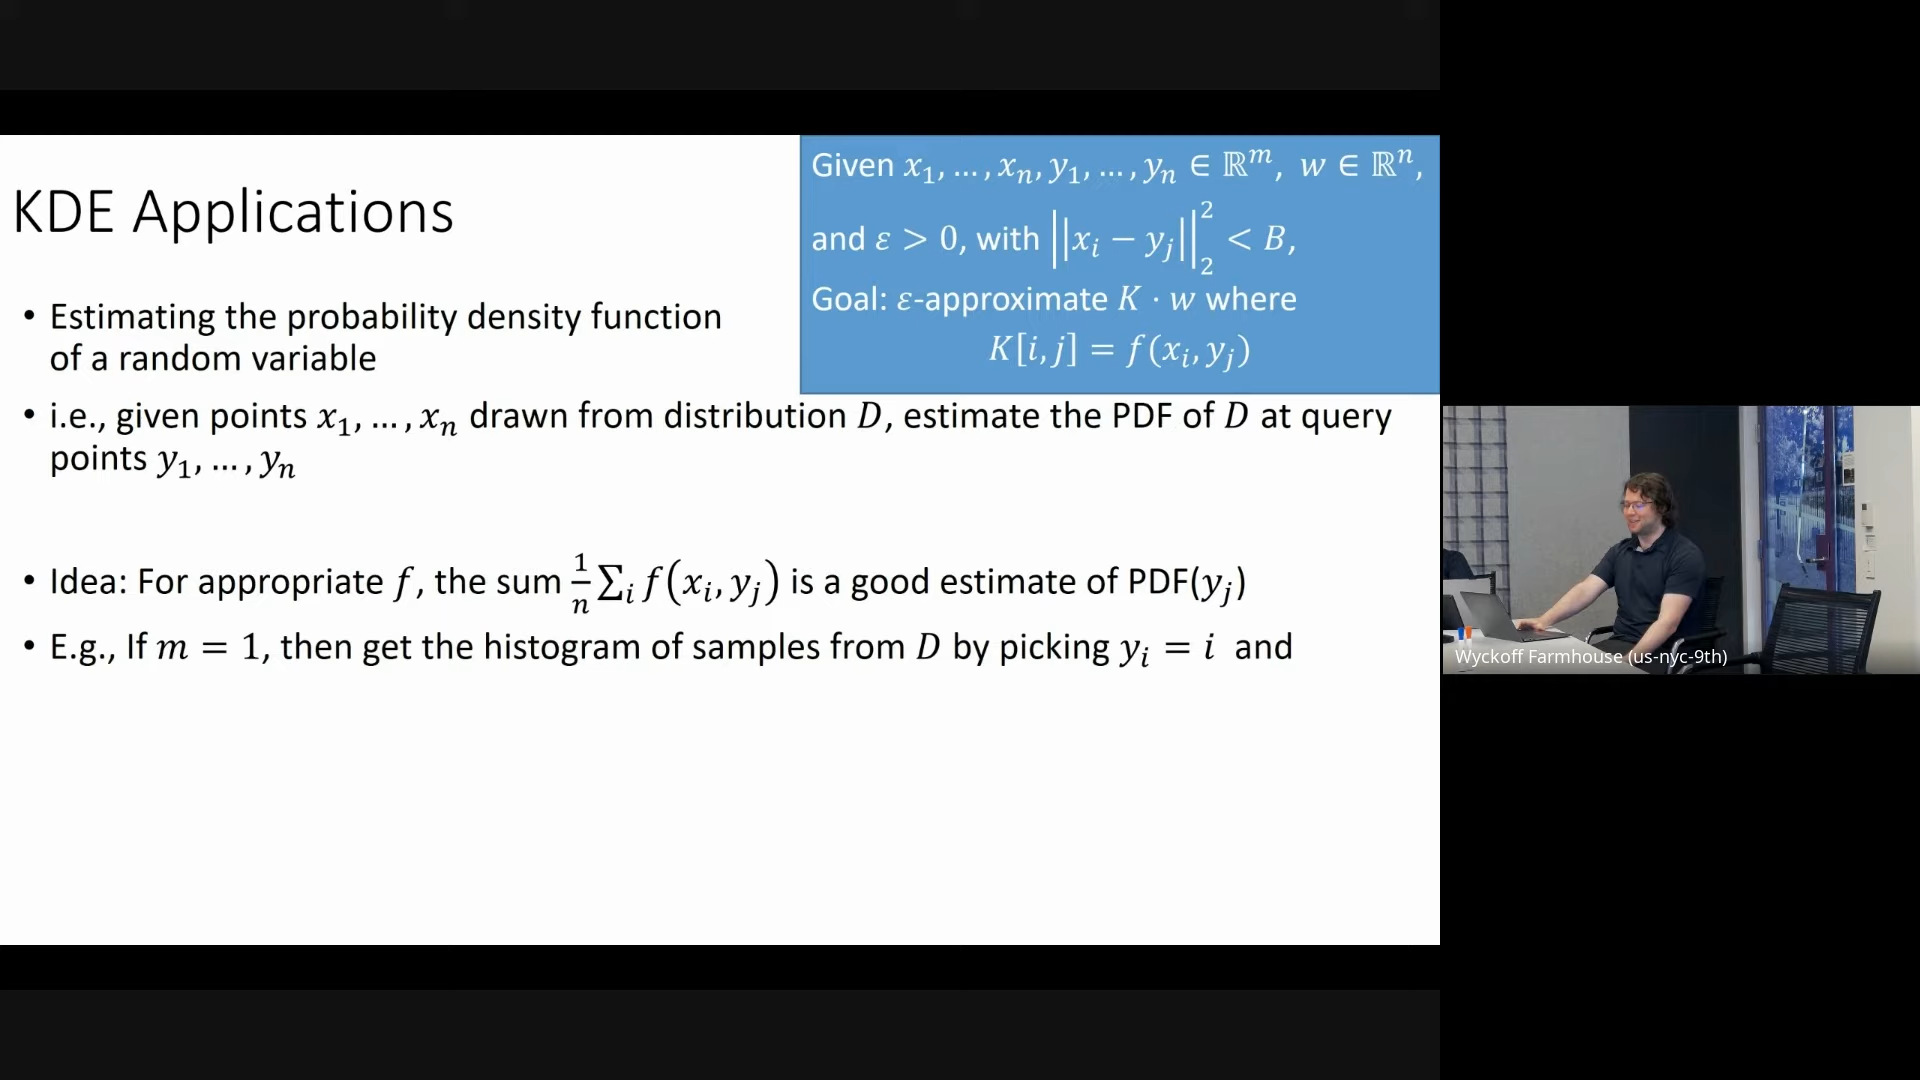 KDE Applications
Given x₁, …, xₙ, y₁, …, yₙ ∈ ℝᵐ, w ∈ ℝⁿ,
and ε > 0, with ||xᵢ − yⱼ||₂² < B,
Goal: ε-approximate K · w where
K[i, j] = f(xᵢ, yⱼ)
• Estimating the probability density function
of a random variable
• i.e., given points x₁, …, xₙ drawn from distribution D, estimate the PDF of D at query
points y₁, …, yₙ
• Idea: For appropriate f, the sum 1/n ∑ᵢ f(xᵢ, yⱼ) is a good estimate of PDF(yⱼ)
• E.g., If m = 1, then get the histogram of samples from D by picking yᵢ = i and
Wyckoff Farmhouse (us-nyc-9th)